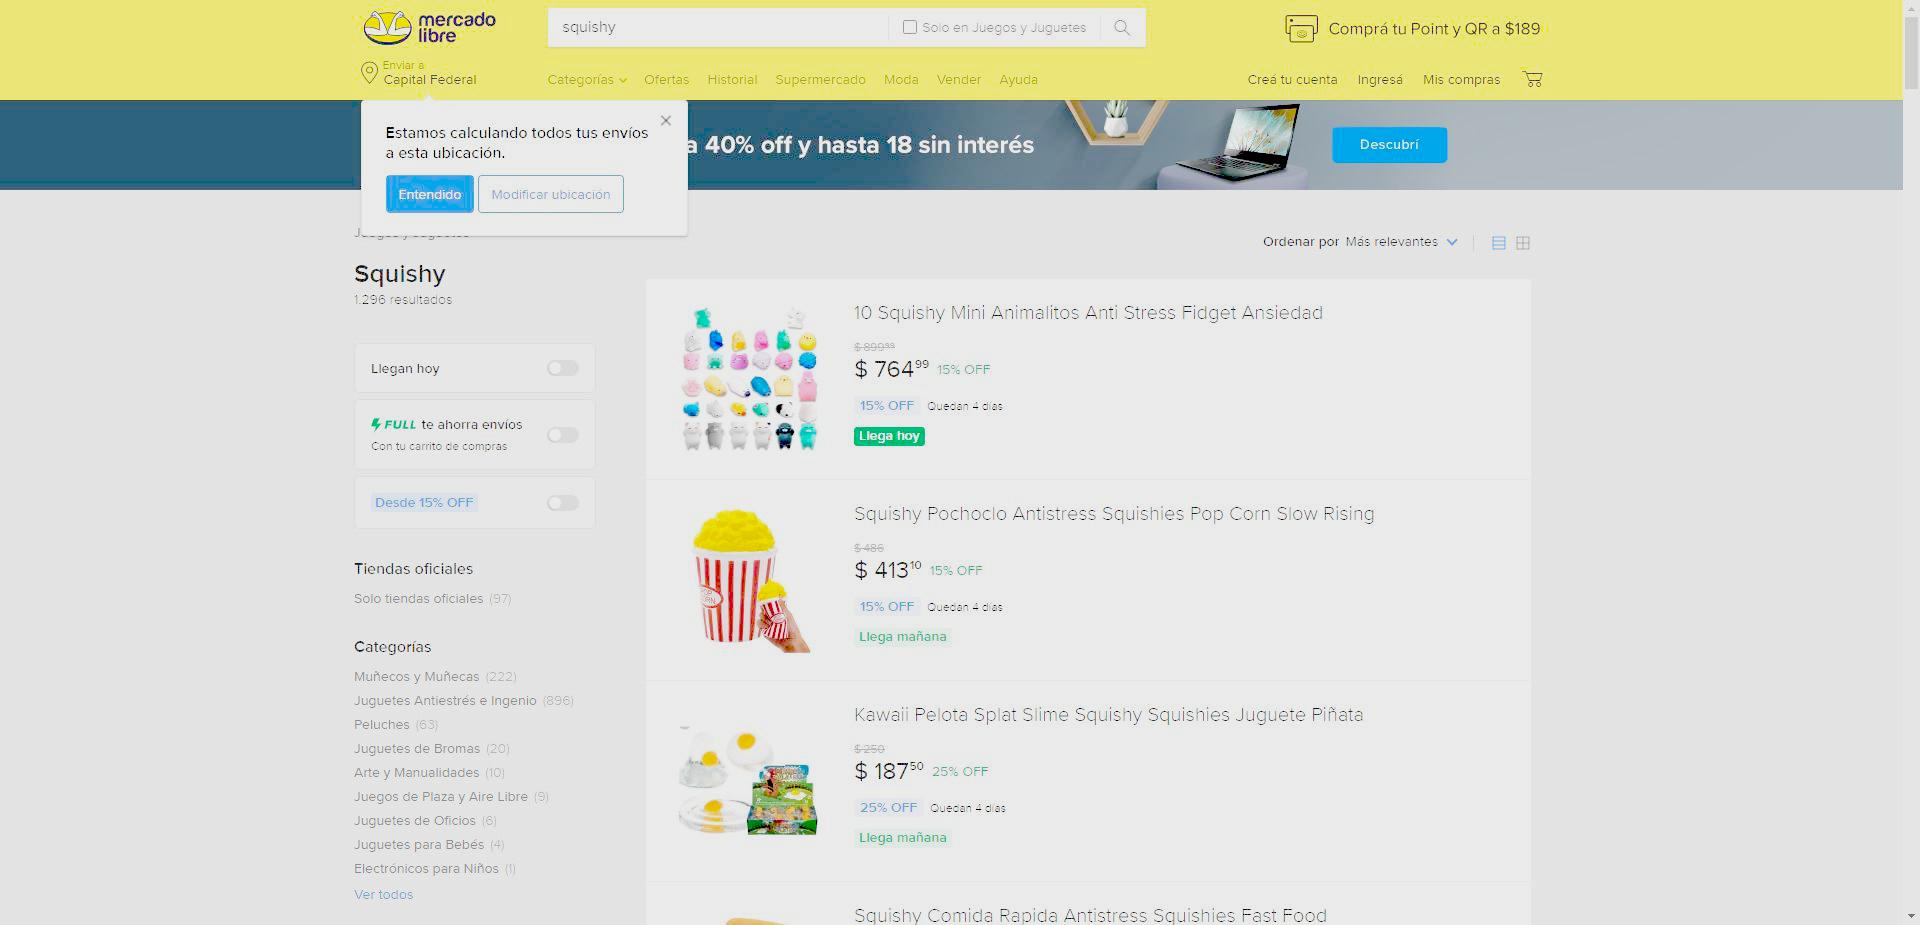 mercado
libre
squishy
Solo en Juegos y Juguetes
Comprá tu Point y QR a $189
Enviar a
Capital Federal
Categorías
Ofertas
Historial
Supermercado
Moda
Vender
Ayuda
Creá tu cuenta
Ingresá
Mis compras
Estamos calculando todos tus envíos
a esta ubicación.
Entendido
Modificar ubicación
a 40% off y hasta 18 sin interés
Descubrí
Juegos y Juguetes
Ordenar por Más relevantes
Squishy
1.296 resultados
Llegan hoy
FULL te ahorra envíos
Con tu carrito de compras
Desde 15% OFF
Tiendas oficiales
Solo tiendas oficiales (97)
Categorías
Muñecos y Muñecas (222)
Juguetes Antiestrés e Ingenio (896)
Peluches (63)
Juguetes de Bromas (20)
Arte y Manualidades (10)
Juegos de Plaza y Aire Libre (9)
Juguetes de Oficios (6)
Juguetes para Bebés (4)
Electrónicos para Niños (1)
Ver todos
10 Squishy Mini Animalitos Anti Stress Fidget Ansiedad
$ 899⁹⁹
$ 764⁹⁹ 15% OFF
15% OFF Quedan 4 días
Llega hoy
Squishy Pochoclo Antistress Squishies Pop Corn Slow Rising
$ 486
$ 413¹⁰ 15% OFF
15% OFF Quedan 4 días
Llega mañana
Kawaii Pelota Splat Slime Squishy Squishies Juguete Piñata
$ 250
$ 187⁵⁰ 25% OFF
25% OFF Quedan 4 días
Llega mañana
Squishy Comida Rapida Antistress Squishies Fast Food